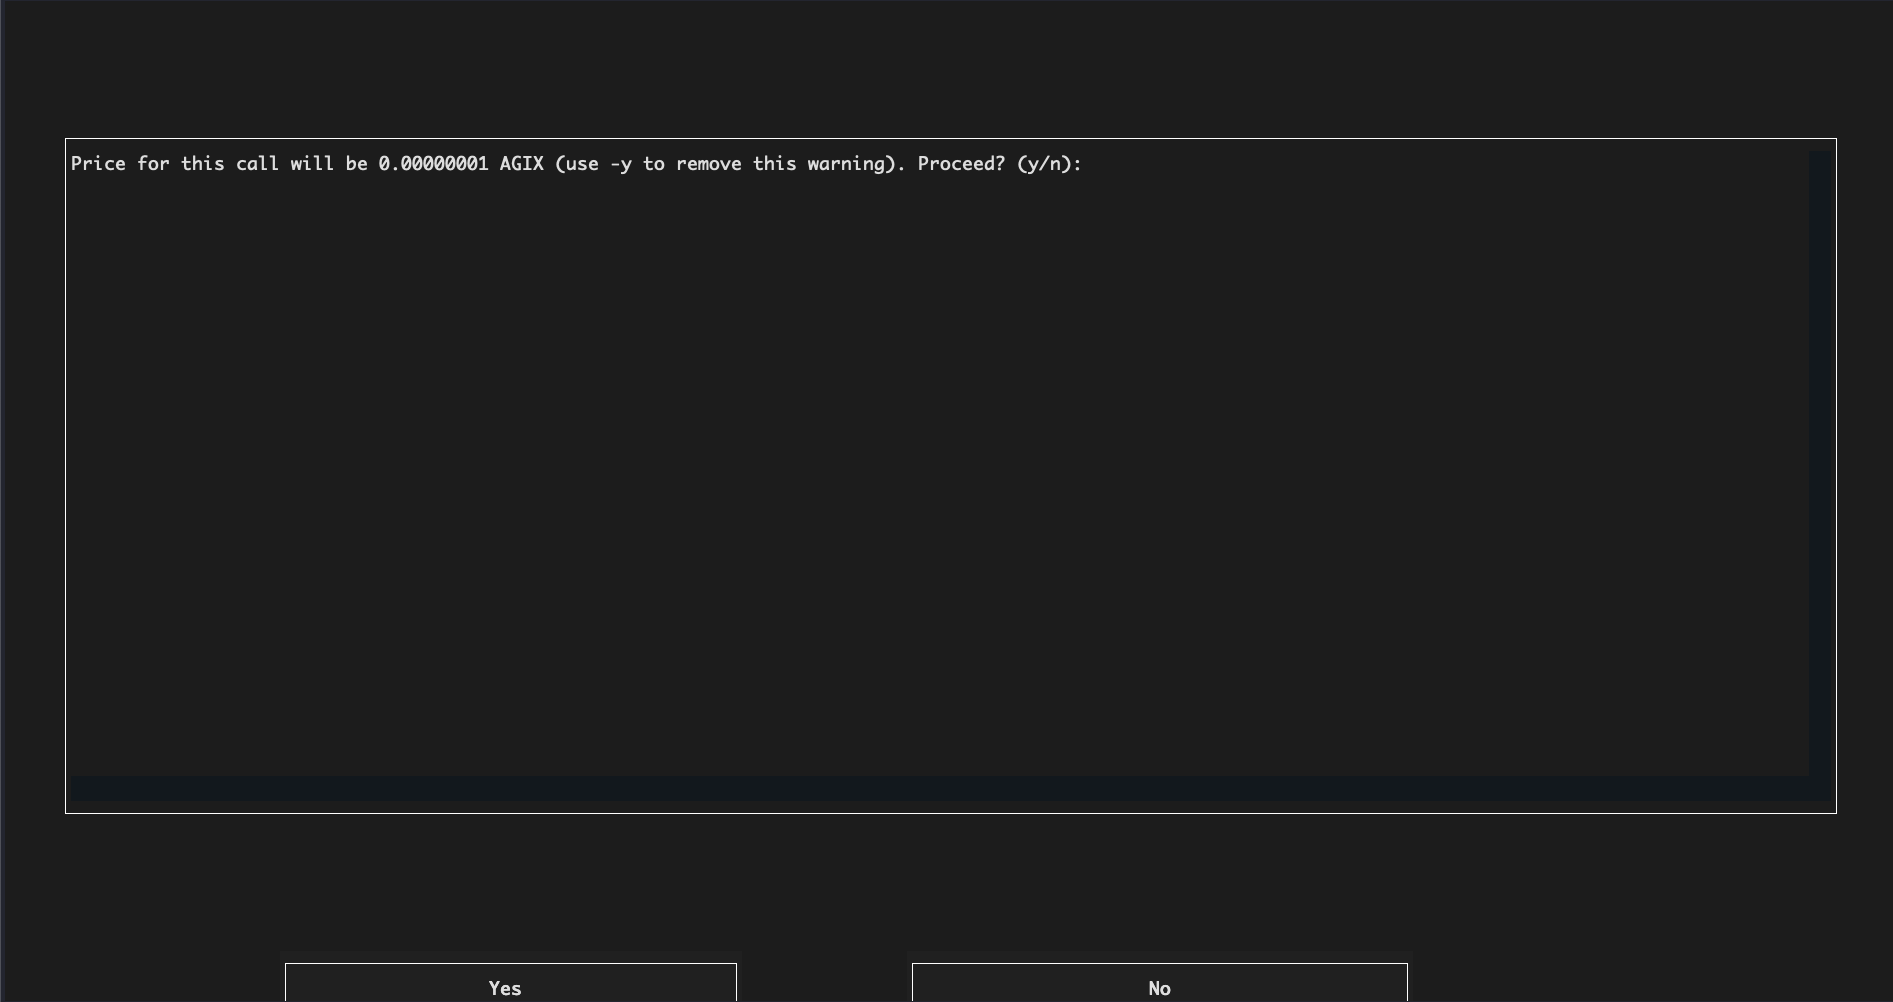 Price for this call will be 0.00000001 AGIX (use -y to remove this warning). Proceed? (y/n):
Yes
No